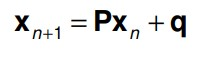 𝐱ₙ₊₁ = 𝐏𝐱ₙ + 𝐪